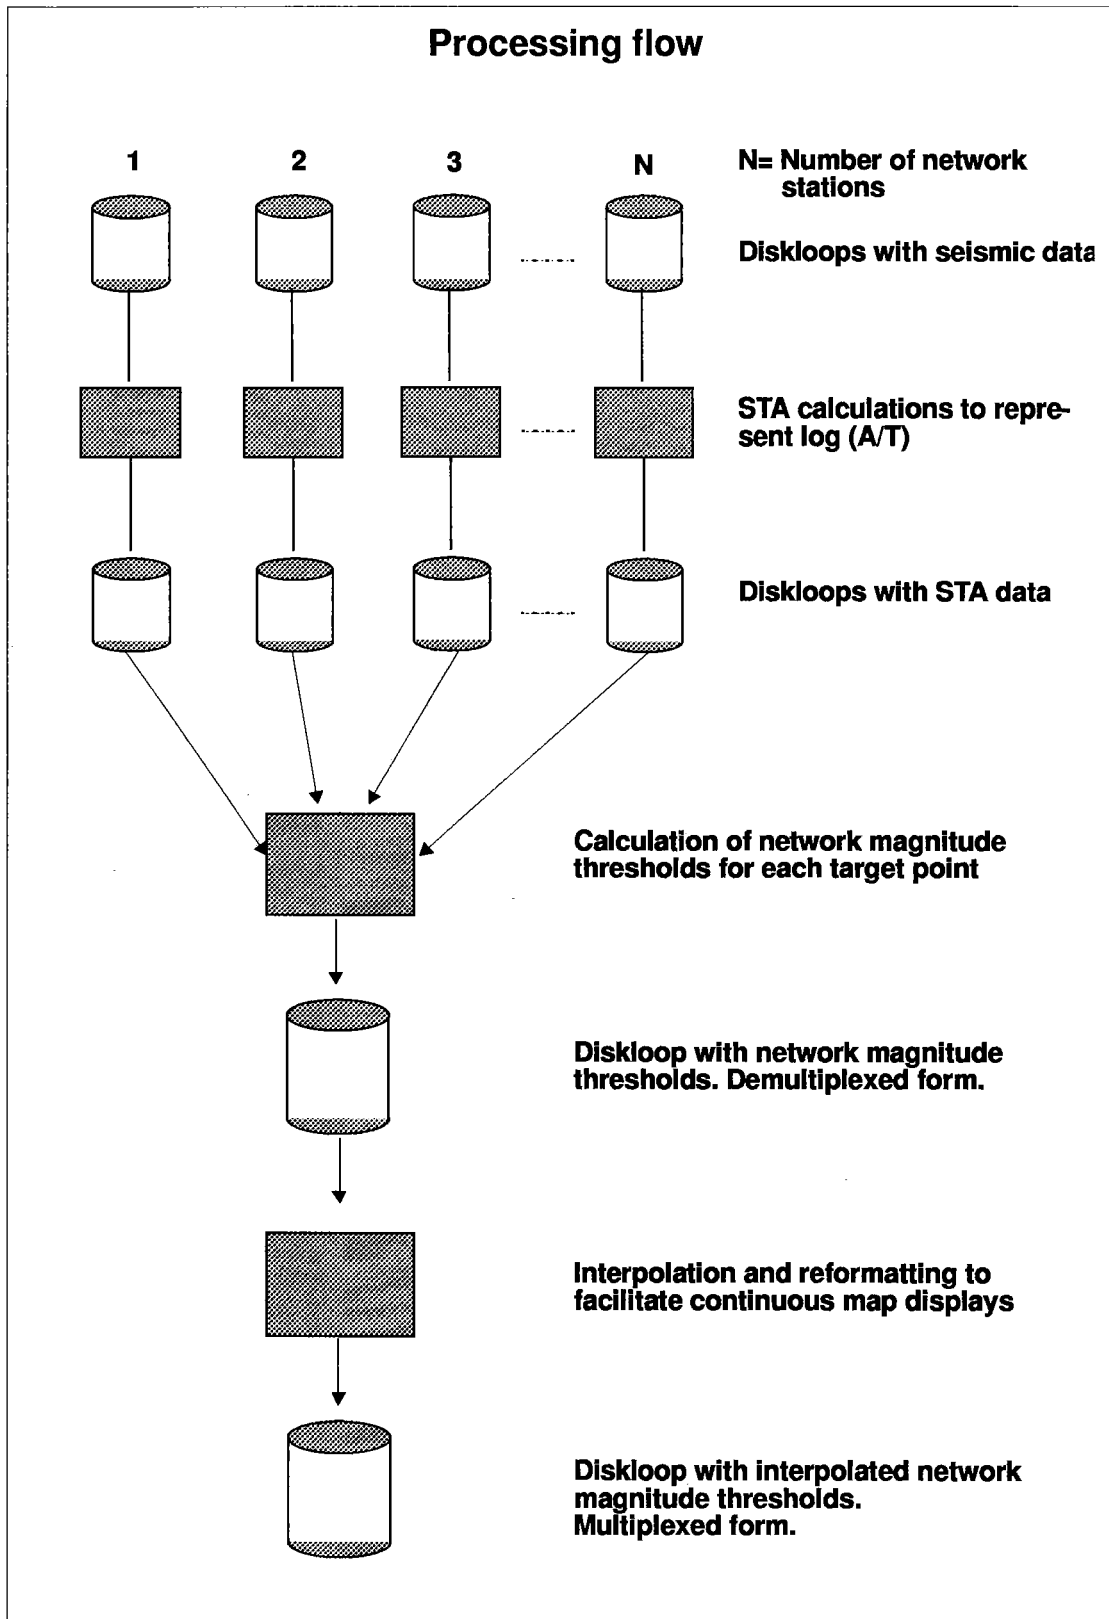 Processing flow
1 2 3 N
N= Number of network
stations
Diskloops with seismic data
STA calculations to repre-
sent log (A/T)
Diskloops with STA data
Calculation of network magnitude
thresholds for each target point
Diskloop with network magnitude
thresholds. Demultiplexed form.
Interpolation and reformatting to
facilitate continuous map displays
Diskloop with interpolated network
magnitude thresholds.
Multiplexed form.